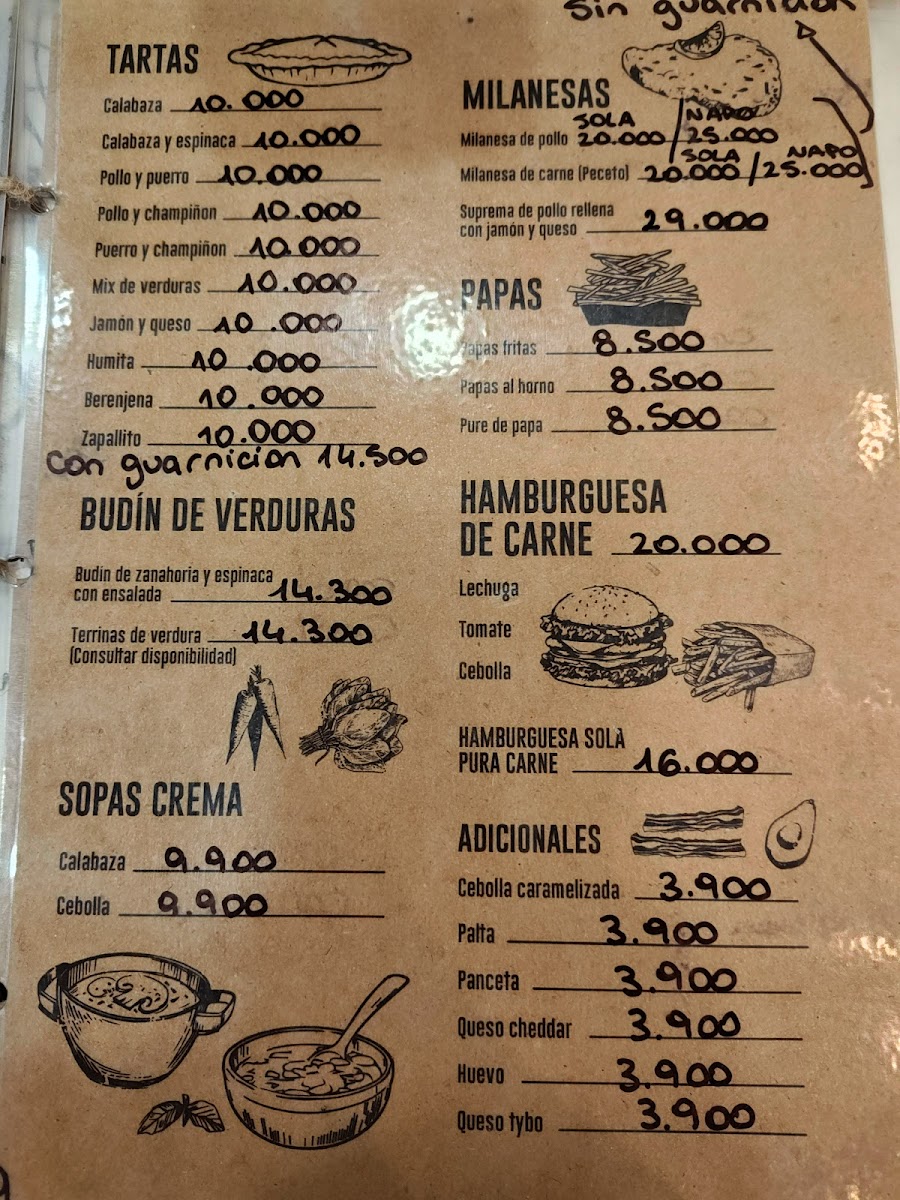 TARTAS
Calabaza 10.000
Calabaza y espinaca 10.000
Pollo y puerro 10.000
Pollo y champiñon 10.000
Puerro y champiñon 10.000
Mix de verduras 10.000
Jamón y queso 10.000
Humita 10.000
Berenjena 10.000
Zapallito 10.000
Con guarnicion 14.500
BUDÍN DE VERDURAS
Budin de zanahoria y espinaca
con ensalada 14.300
Terrinas de verdura 14.300
(Consultar disponibilidad)
SOPAS CREMA
Calabaza 9.900
Cebolla 9.900
Sin guarnicion
MILANESAS
SOLA NAPO
Milanesa de pollo 20.000 / 25.000
SOLA NAPO
Milanesa de carne (Peceto) 20.000 / 25.000
Suprema de pollo rellena
con jamón y queso 29.000
PAPAS
Papas fritas 8.500
Papas al horno 8.500
Pure de papa 8.500
HAMBURGUESA
DE CARNE 20.000
Lechuga
Tomate
Cebolla
HAMBURGUESA SOLA
PURA CARNE 16.000
ADICIONALES
Cebolla caramelizada 3.900
Palta 3.900
Panceta 3.900
Queso cheddar 3.900
Huevo 3.900
Queso tybo 3.900